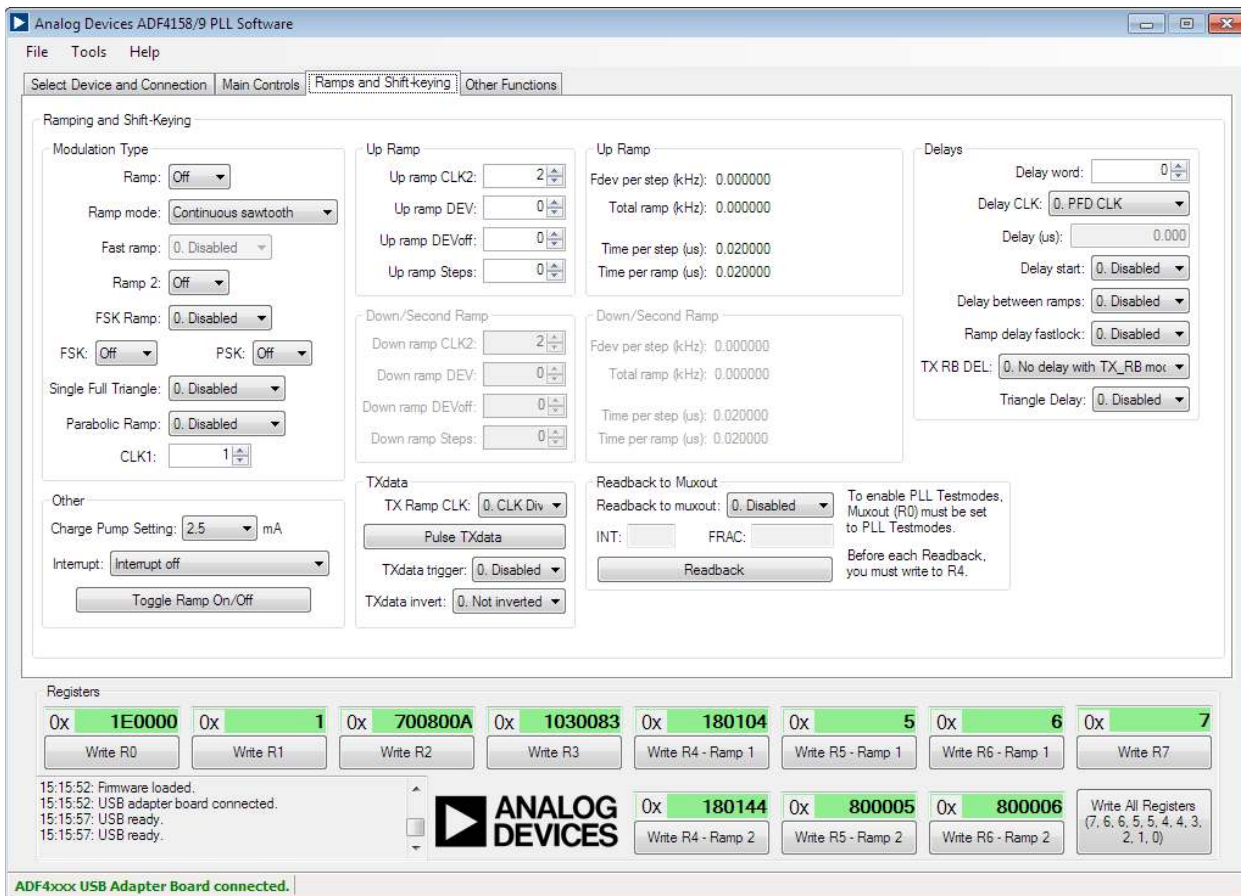 Analog Devices ADF4158/9 PLL Software
File Tools Help
Select Device and Connection Main Controls Ramps and Shift-keying Other Functions
Ramping and Shift-Keying
Modulation Type
Ramp: Off
Ramp mode: Continuous sawtooth
Fast ramp: 0. Disabled
Ramp 2: Off
FSK Ramp: 0. Disabled
FSK: Off PSK: Off
Single Full Triangle: 0. Disabled
Parabolic Ramp: 0. Disabled
CLK1: 1
Other
Charge Pump Setting: 2.5 mA
Interrupt: Interrupt off
Toggle Ramp On/Off
Up Ramp
Up ramp CLK2: 2
Up ramp DEV: 0
Up ramp DEVoff: 0
Up ramp Steps: 0
Down/Second Ramp
Down ramp CLK2: 2
Down ramp DEV: 0
Down ramp DEVoff: 0
Down ramp Steps: 0
TXdata
TX Ramp CLK: 0. CLK Div
Pulse TXdata
TXdata trigger: 0. Disabled
TXdata invert: 0. Not inverted
Up Ramp
Fdev per step (kHz): 0.000000
Total ramp (kHz): 0.000000
Time per step (us): 0.020000
Time per ramp (us): 0.020000
Down/Second Ramp
Fdev per step (kHz): 0.000000
Total ramp (kHz): 0.000000
Time per step (us): 0.020000
Time per ramp (us): 0.020000
Readback to Muxout
Readback to muxout: 0. Disabled
INT: FRAC:
Readback
To enable PLL Testmodes,
Muxout (R0) must be set
to PLL Testmodes.
Before each Readback,
you must write to R4.
Delays
Delay word: 0
Delay CLK: 0. PFD CLK
Delay (us): 0.000
Delay start: 0. Disabled
Delay between ramps: 0. Disabled
Ramp delay fastlock: 0. Disabled
TX RB DEL: 0. No delay with TX_RB moc
Triangle Delay: 0. Disabled
Registers
0x 1E0000 0x 1 0x 700800A 0x 1030083 0x 180104 0x 5 0x 6 0x 7
Write R0 Write R1 Write R2 Write R3 Write R4 - Ramp 1 Write R5 - Ramp 1 Write R6 - Ramp 1 Write R7
15:15:52: Firmware loaded.
15:15:52: USB adapter board connected.
15:15:57: USB ready.
15:15:57: USB ready.
ANALOG
DEVICES
0x 180144 0x 800005 0x 800006
Write R4 - Ramp 2 Write R5 - Ramp 2 Write R6 - Ramp 2
Write All Registers
(7, 6, 6, 5, 5, 4, 4, 3,
2, 1, 0)
ADF4xxx USB Adapter Board connected.